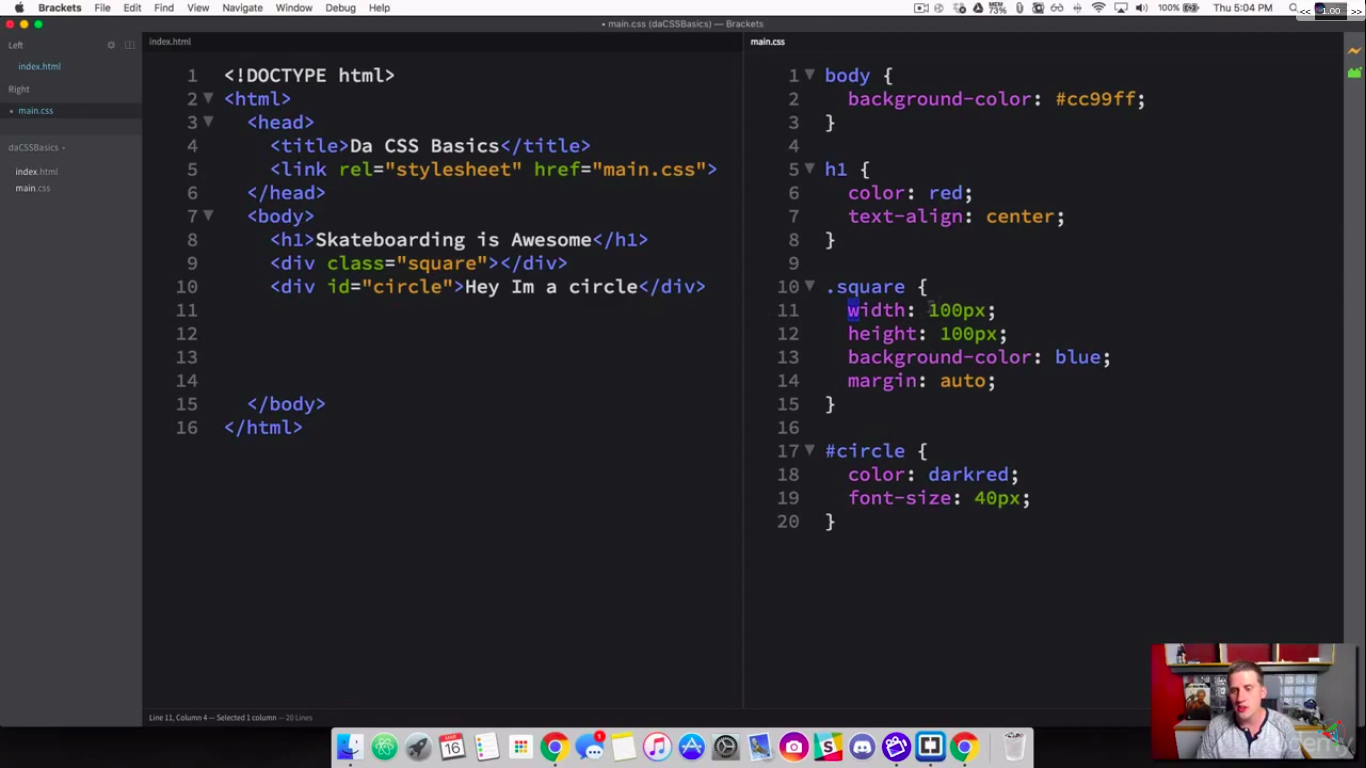 Brackets File Edit Find View Navigate Window Debug Help
MEM 73% 100% Thu 5:04 PM << 1.00 >>
• main.css (daCSSBasics) — Brackets
Left
index.html
Right
• main.css
daCSSBasics
index.html
main.css
index.html
1 <!DOCTYPE html>
2 <html>
3 <head>
4 <title>Da CSS Basics</title>
5 <link rel="stylesheet" href="main.css">
6 </head>
7 <body>
8 <h1>Skateboarding is Awesome</h1>
9 <div class="square"></div>
10 <div id="circle">Hey Im a circle</div>
11
12
13
14
15 </body>
16 </html>
main.css
1 body {
2 background-color: #cc99ff;
3 }
4
5 h1 {
6 color: red;
7 text-align: center;
8 }
9
10 .square {
11 width: 100px;
12 height: 100px;
13 background-color: blue;
14 margin: auto;
15 }
16
17 #circle {
18 color: darkred;
19 font-size: 40px;
20 }
Line 11, Column 4 — Selected 1 column — 20 Lines
MAR
16
1